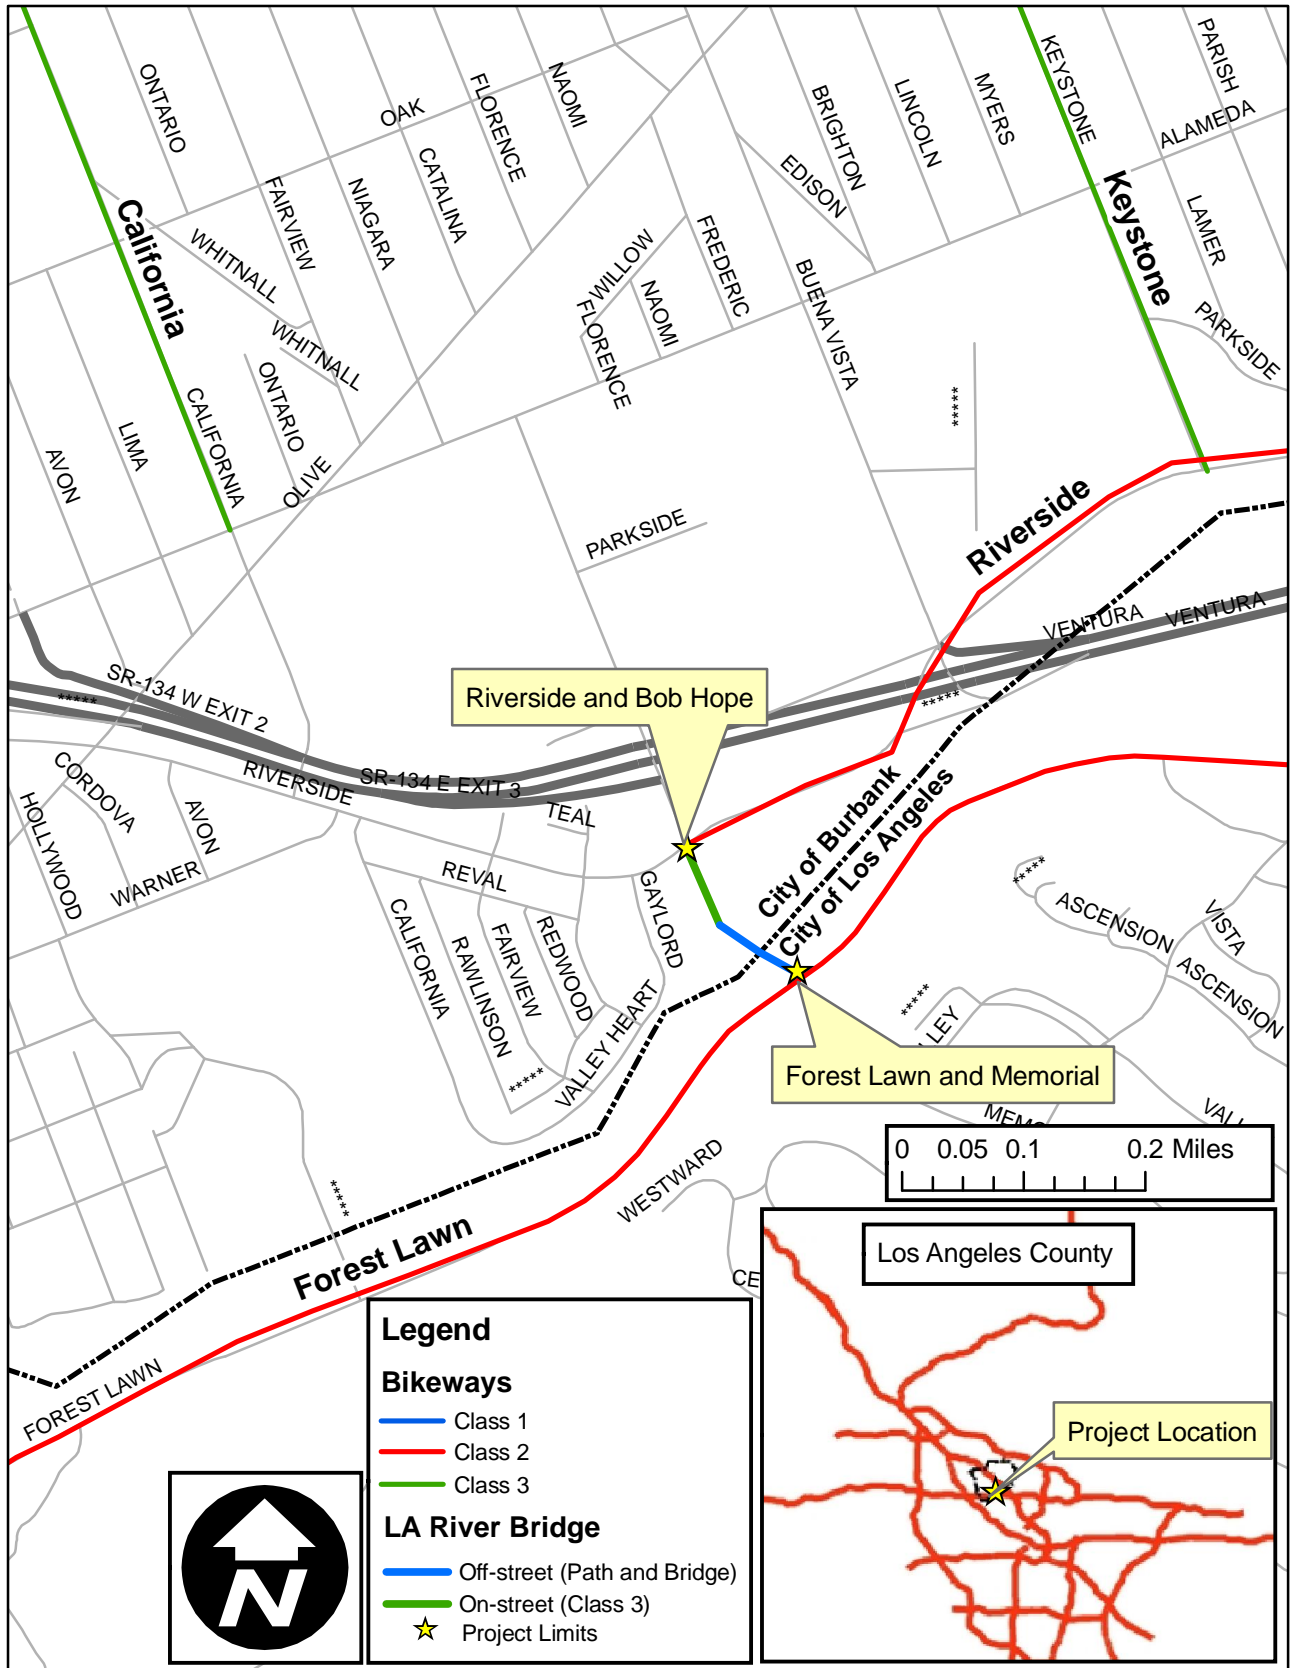 ONTARIO
OAK
FLORENCE
NAOMI
KEYSTONE
PARISH
ALAMEDA
BRIGHTON
LINCOLN
MYERS
EDISON
CATALINA
NIAGARA
FAIRVIEW
California
WHITNALL
WHITNALL
WILLOW
NAOMI
FLORENCE
FREDERIC
BUENA VISTA
Keystone
LAMER
PARKSIDE
AVON
LIMA
CALIFORNIA
ONTARIO
OLIVE
*****
PARKSIDE
Riverside
VENTURA
VENTURA
SR-134 W EXIT 2
*****
*****
Riverside and Bob Hope
SR-134 E EXIT 3
RIVERSIDE
TEAL
CORDOVA
HOLLYWOOD
AVON
WARNER
REVAL
GAYLORD
City of Burbank
City of Los Angeles
*****
ASCENSION
VISTA
ASCENSION
CALIFORNIA
RAWLINSON
FAIRVIEW
REDWOOD
VALLEY HEART
*****
*****
LLEY
Forest Lawn and Memorial
MEMO
VALL
0 0.05 0.1 0.2 Miles
WESTWARD
*****
Forest Lawn
CE
FOREST LAWN
Los Angeles County
Project Location
Legend
Bikeways
Class 1
Class 2
Class 3
LA River Bridge
Off-street (Path and Bridge)
On-street (Class 3)
Project Limits
N